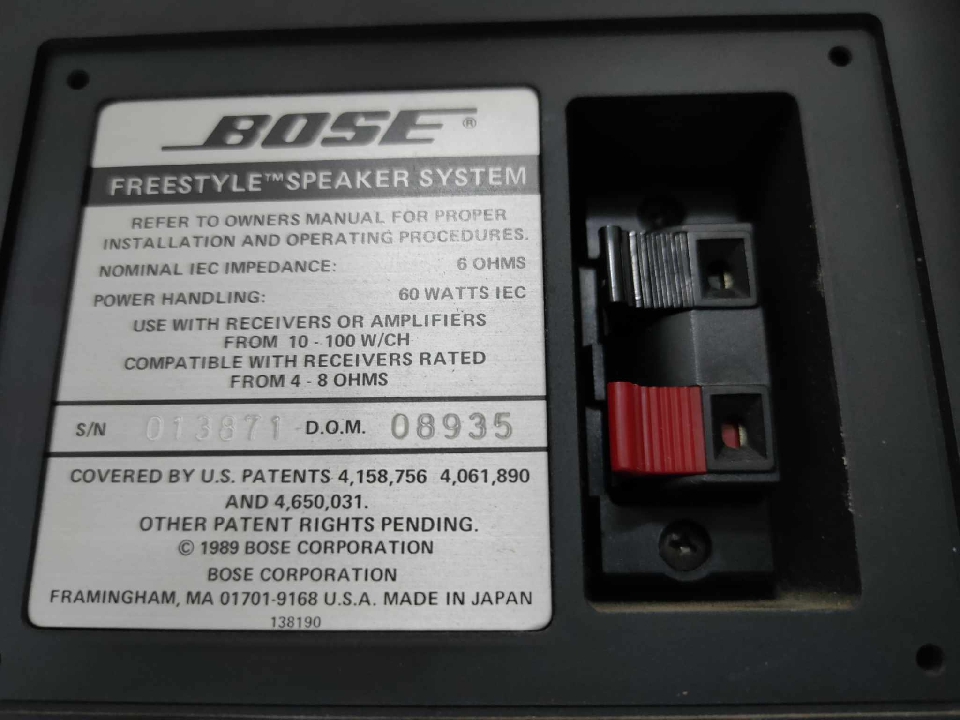 BOSE®
FREESTYLE™ SPEAKER SYSTEM
REFER TO OWNERS MANUAL FOR PROPER
INSTALLATION AND OPERATING PROCEDURES.
NOMINAL IEC IMPEDANCE: 6 OHMS
POWER HANDLING: 60 WATTS IEC
USE WITH RECEIVERS OR AMPLIFIERS
FROM 10 - 100 W/CH
COMPATIBLE WITH RECEIVERS RATED
FROM 4 - 8 OHMS
S/N 013871 D.O.M. 08935
COVERED BY U.S. PATENTS 4,158,756 4,061,890
AND 4,650,031.
OTHER PATENT RIGHTS PENDING.
© 1989 BOSE CORPORATION
BOSE CORPORATION
FRAMINGHAM, MA 01701-9168 U.S.A. MADE IN JAPAN
138190